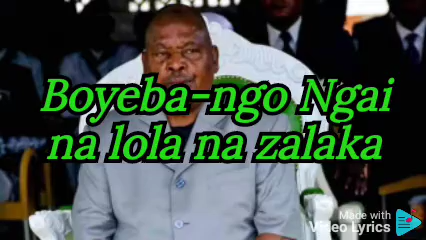 Boyeba-ngo Ngai
na lola na zalaka
Made with
Video Lyrics